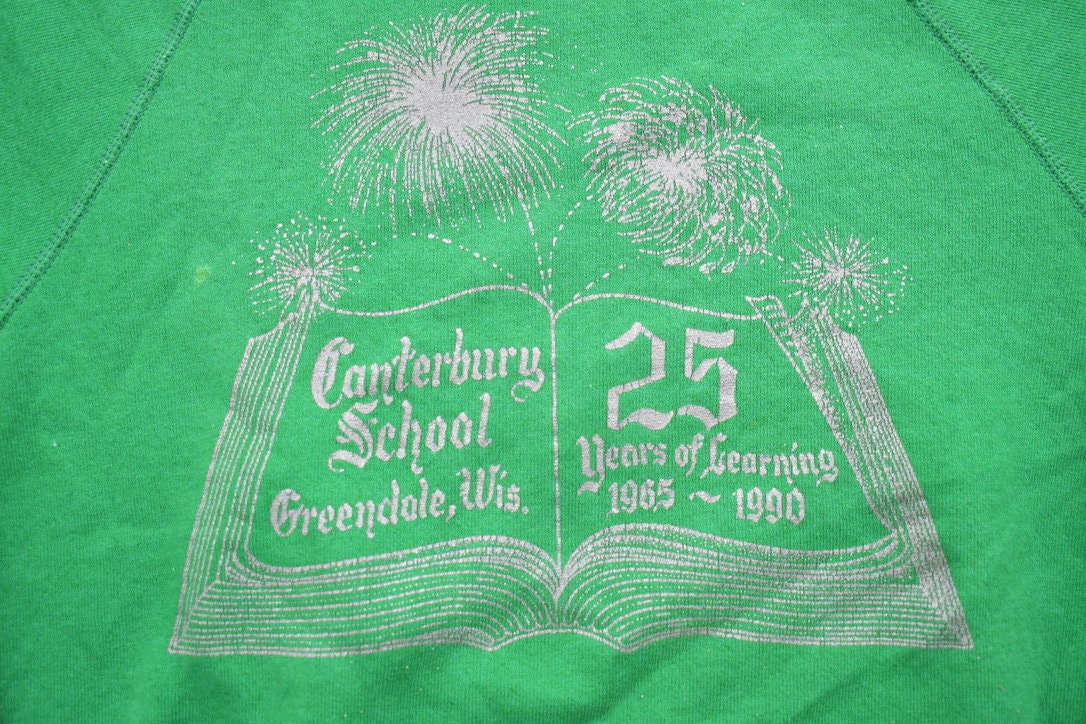 Canterbury
School
Greendale, Wis.
25
Years of Learning
1965 ~ 1990